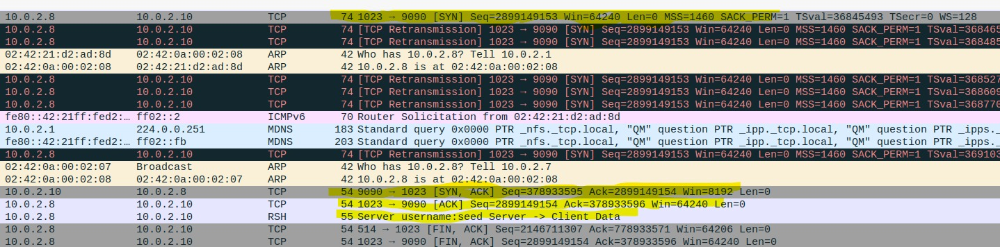 10.0.2.8 10.0.2.10 TCP 74 1023 → 9090 [SYN] Seq=2899149153 Win=64240 Len=0 MSS=1460 SACK_PERM=1 TSval=36845493 TSecr=0 WS=128
10.0.2.8 10.0.2.10 TCP 74 [TCP Retransmission] 1023 → 9090 [SYN] Seq=2899149153 Win=64240 Len=0 MSS=1460 SACK_PERM=1 TSval=368465
10.0.2.8 10.0.2.10 TCP 74 [TCP Retransmission] 1023 → 9090 [SYN] Seq=2899149153 Win=64240 Len=0 MSS=1460 SACK_PERM=1 TSval=368485
02:42:21:d2:ad:8d 02:42:0a:00:02:08 ARP 42 Who has 10.0.2.8? Tell 10.0.2.1
02:42:0a:00:02:08 02:42:21:d2:ad:8d ARP 42 10.0.2.8 is at 02:42:0a:00:02:08
10.0.2.8 10.0.2.10 TCP 74 [TCP Retransmission] 1023 → 9090 [SYN] Seq=2899149153 Win=64240 Len=0 MSS=1460 SACK_PERM=1 TSval=368527
10.0.2.8 10.0.2.10 TCP 74 [TCP Retransmission] 1023 → 9090 [SYN] Seq=2899149153 Win=64240 Len=0 MSS=1460 SACK_PERM=1 TSval=368609
10.0.2.8 10.0.2.10 TCP 74 [TCP Retransmission] 1023 → 9090 [SYN] Seq=2899149153 Win=64240 Len=0 MSS=1460 SACK_PERM=1 TSval=368770
fe80::42:21ff:fed2:… ff02::2 ICMPv6 70 Router Solicitation from 02:42:21:d2:ad:8d
10.0.2.1 224.0.0.251 MDNS 183 Standard query 0x0000 PTR _nfs._tcp.local, "QM" question PTR _ipp._tcp.local, "QM" question PTR _ipps._
fe80::42:21ff:fed2:… ff02::fb MDNS 203 Standard query 0x0000 PTR _nfs._tcp.local, "QM" question PTR _ipp._tcp.local, "QM" question PTR _ipps._
10.0.2.8 10.0.2.10 TCP 74 [TCP Retransmission] 1023 → 9090 [SYN] Seq=2899149153 Win=64240 Len=0 MSS=1460 SACK_PERM=1 TSval=369103
02:42:0a:00:02:07 Broadcast ARP 42 Who has 10.0.2.8? Tell 10.0.2.7
02:42:0a:00:02:08 02:42:0a:00:02:07 ARP 42 10.0.2.8 is at 02:42:0a:00:02:08
10.0.2.10 10.0.2.8 TCP 54 9090 → 1023 [SYN, ACK] Seq=378933595 Ack=2899149154 Win=8192 Len=0
10.0.2.8 10.0.2.10 TCP 54 1023 → 9090 [ACK] Seq=2899149154 Ack=378933596 Win=64240 Len=0
10.0.2.8 10.0.2.10 RSH 55 Server username:seed Server -> Client Data
10.0.2.8 10.0.2.10 TCP 54 514 → 1023 [FIN, ACK] Seq=2146711307 Ack=778933571 Win=64206 Len=0
10.0.2.8 10.0.2.10 TCP 54 1023 → 9090 [FIN, ACK] Seq=2899149154 Ack=378933596 Win=64240 Len=0